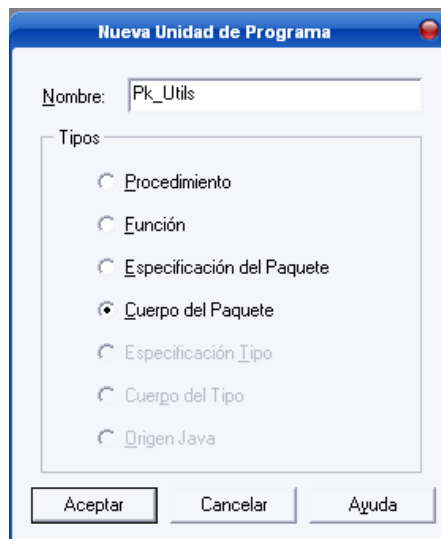 Nueva Unidad de Programa
Nombre: Pk_Utils
Tipos
Procedimiento
Función
Especificación del Paquete
Cuerpo del Paquete
Especificación Tipo
Cuerpo del Tipo
Origen Java
Aceptar Cancelar Ayuda